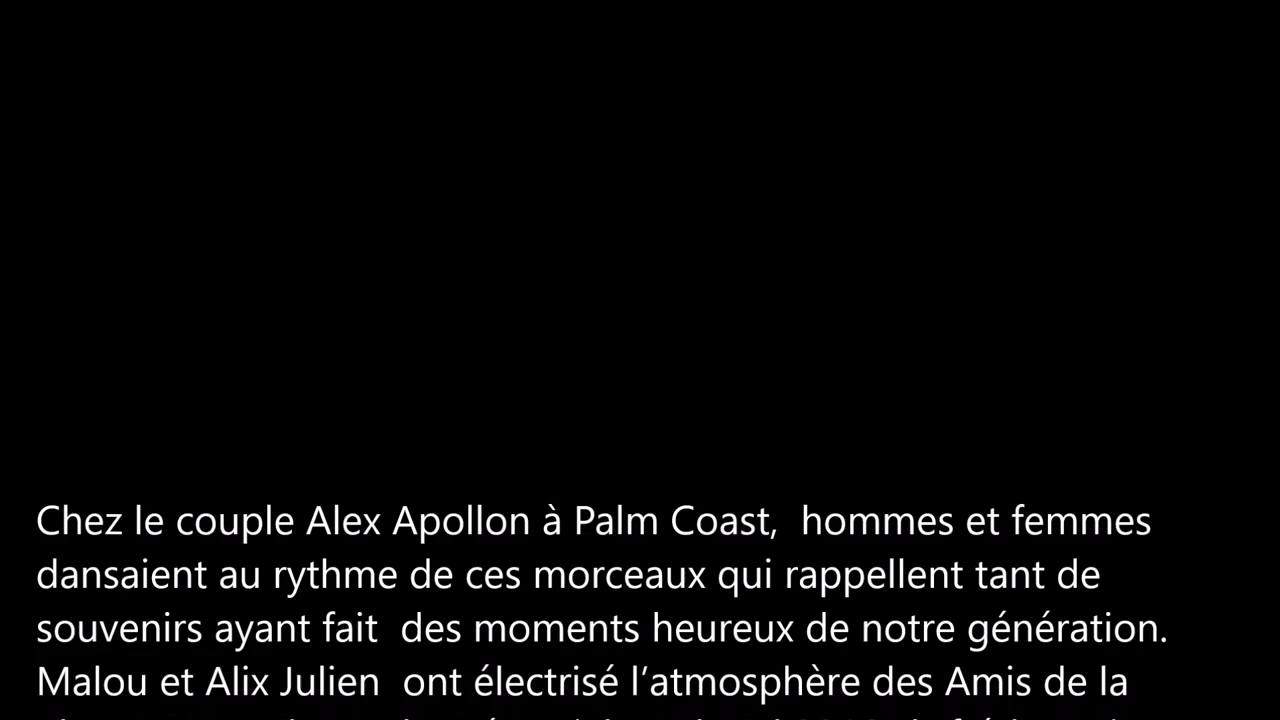 Chez le couple Alex Apollon à Palm Coast,  hommes et femmes
dansaient au rythme de ces morceaux qui rappellent tant de
souvenirs ayant fait  des moments heureux de notre génération.
Malou et Alix Julien  ont électrisé l’atmosphère des Amis de la